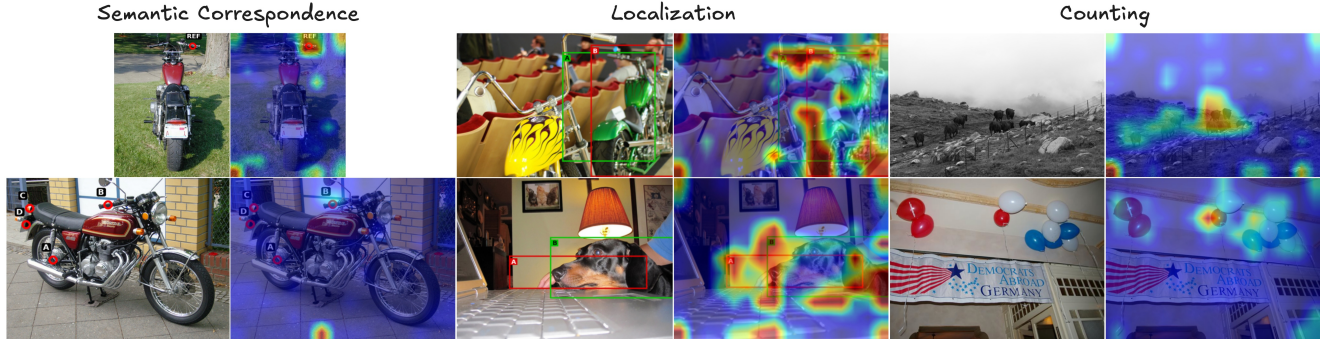 Semantic Correspondence
Localization
Counting
REF
REF
B
A
B
A
C
B
D
A
C
B
D
A
B
A
B
A
DEMOCRATS
ABROAD
GERMANY
DEMOCRATS
ABROAD
GERMANY